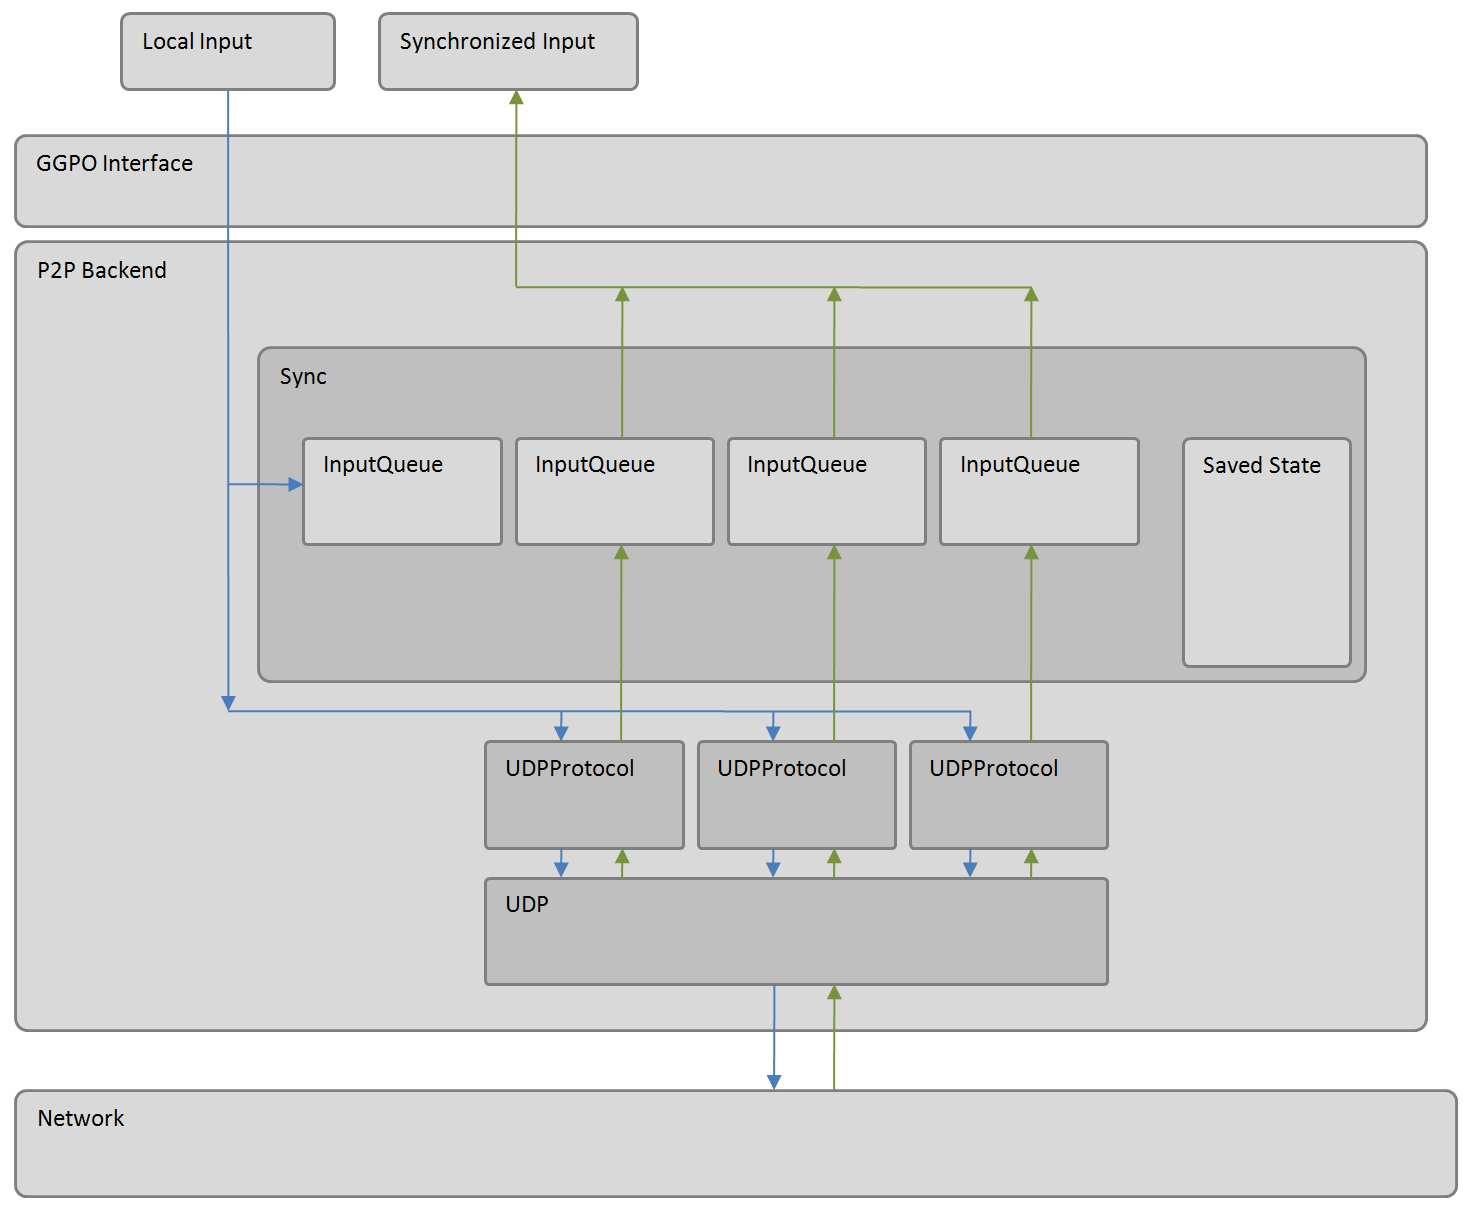 Local Input
Synchronized Input
GGPO Interface
P2P Backend
Sync
InputQueue
InputQueue
InputQueue
InputQueue
Saved State
UDPProtocol
UDPProtocol
UDPProtocol
UDP
Network